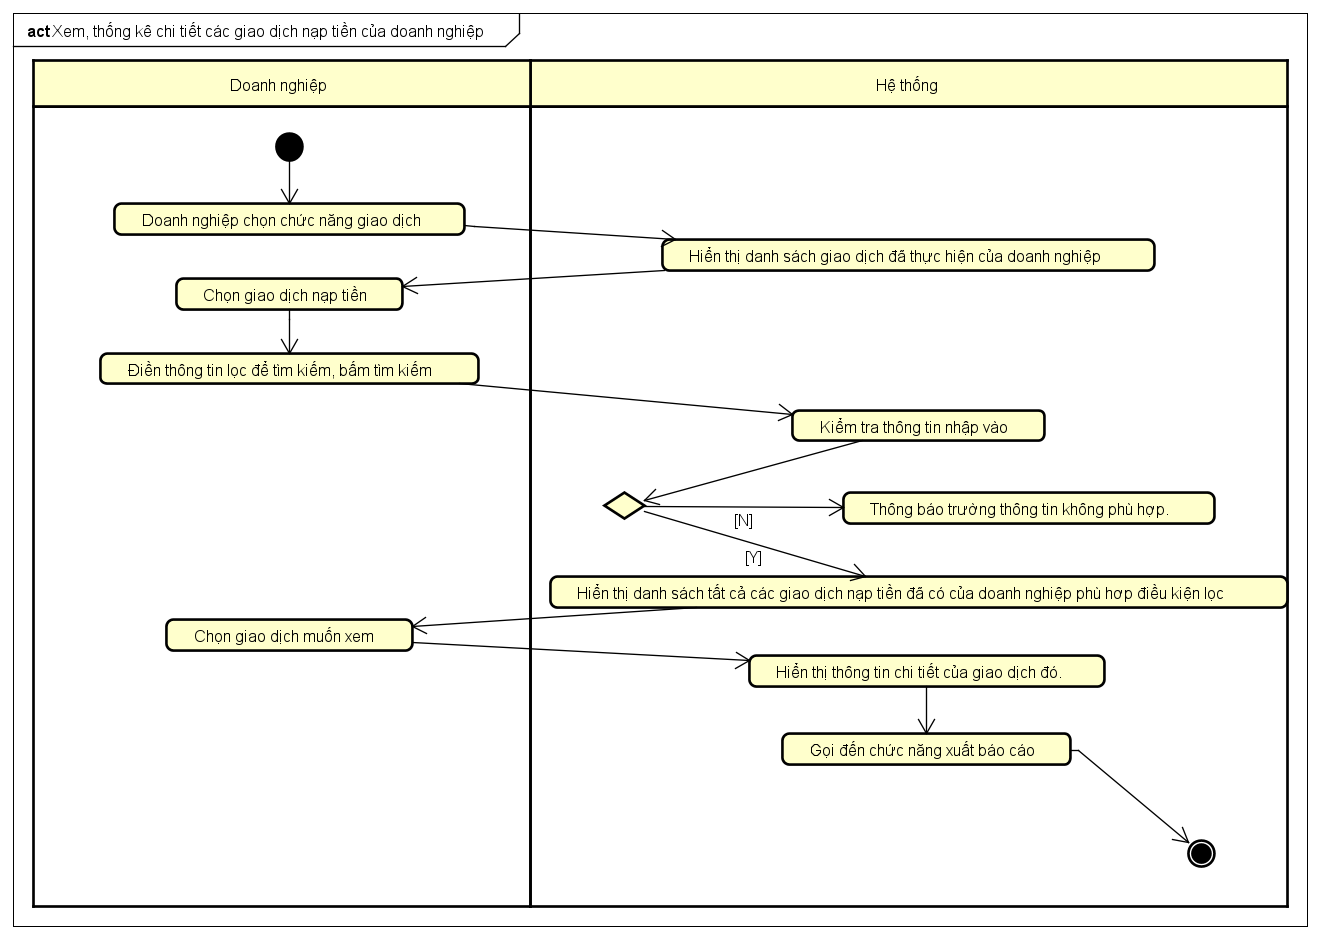 act Xem, thống kê chi tiết các giao dịch nạp tiền của doanh nghiệp
Doanh nghiệp
Hệ thống
Doanh nghiệp chọn chức năng giao dịch
Hiển thị danh sách giao dịch đã thực hiện của doanh nghiệp
Chọn giao dịch nạp tiền
Điền thông tin lọc để tìm kiếm, bấm tìm kiếm
Kiểm tra thông tin nhập vào
Thông báo trường thông tin không phù hợp.
[N]
[Y]
Hiển thị danh sách tất cả các giao dịch nạp tiền đã có của doanh nghiệp phù hơp điều kiện lọc
Chọn giao dịch muốn xem
Hiển thị thông tin chi tiết của giao dịch đó.
Gọi đến chức năng xuất báo cáo